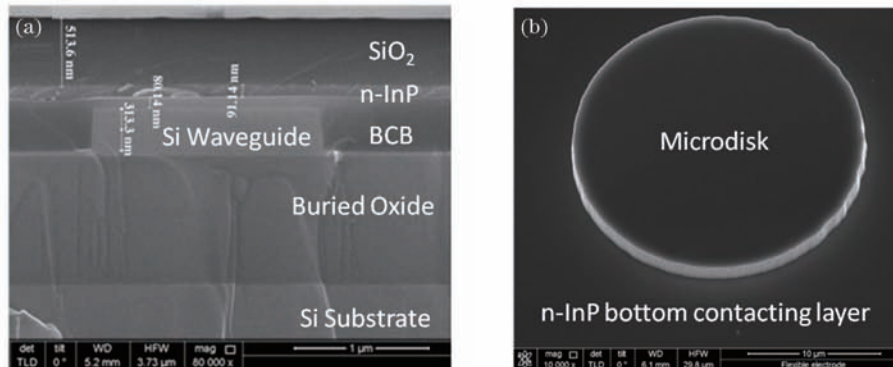 (a)
513.6 nm
SiO2
n-InP
80.14 nm
91.14 nm
313.3 nm
Si Waveguide
BCB
Buried Oxide
Si Substrate
det tilt WD HFW mag
TLD 0 ° 5.2 mm 3.73 µm 80 000 x
1 µm
(b)
Microdisk
n-InP bottom contacting layer
det tilt WD HFW mag
TLD 0 ° 6.1 mm 29.8 µm 10 000 x
10 µm
Flexible electrode